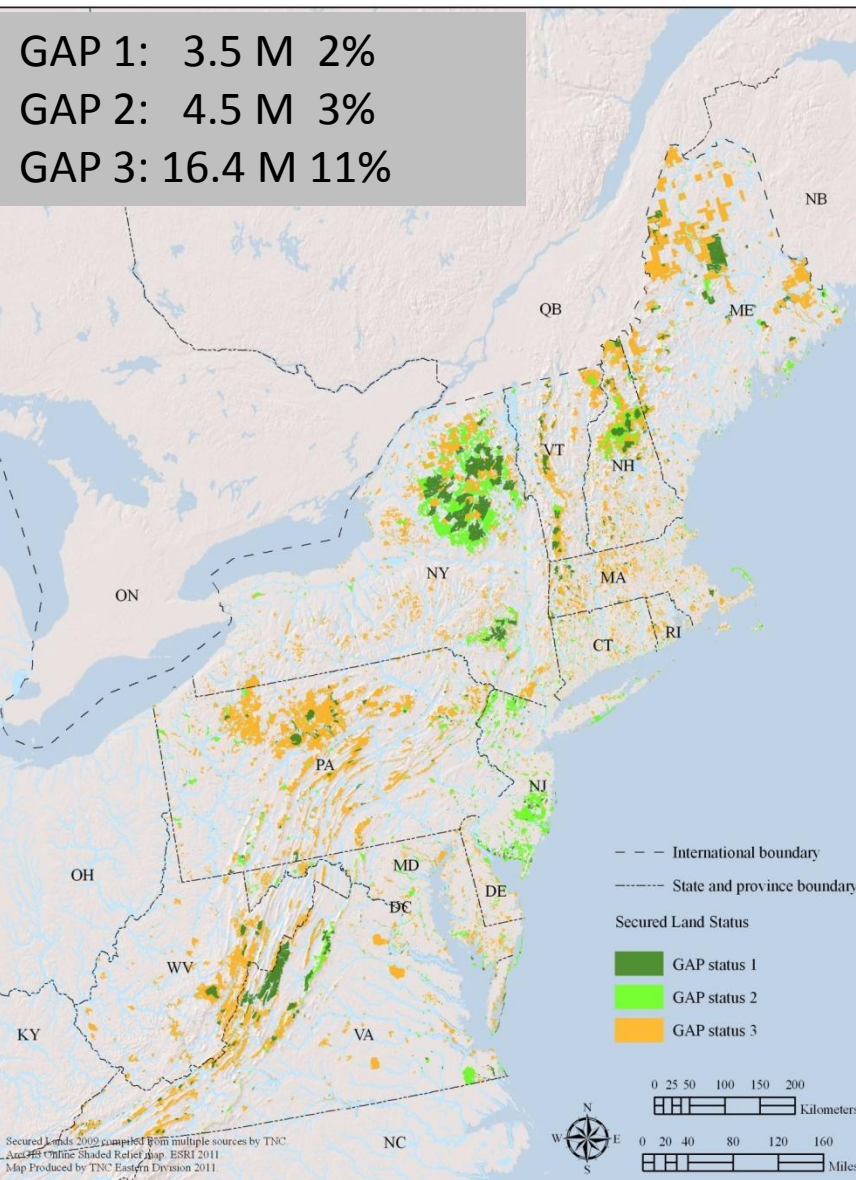 GAP 1: 3.5 M 2%
GAP 2: 4.5 M 3%
GAP 3: 16.4 M 11%
NB
QB
ME
VT
NH
NY
MA
ON
CT
RI
PA
NJ
OH
MD
DE
DC
WV
VA
KY
NC
International boundary
State and province boundary
Secured Land Status
GAP status 1
GAP status 2
GAP status 3
0 25 50 100 150 200
Kilometers
0 20 40 80 120 160
Miles
N
W E
S
Secured Lands 2009 compiled from multiple sources by TNC.
ArcGIS Online Shaded Relief map. ESRI 2011
Map Produced by TNC Eastern Division 2011